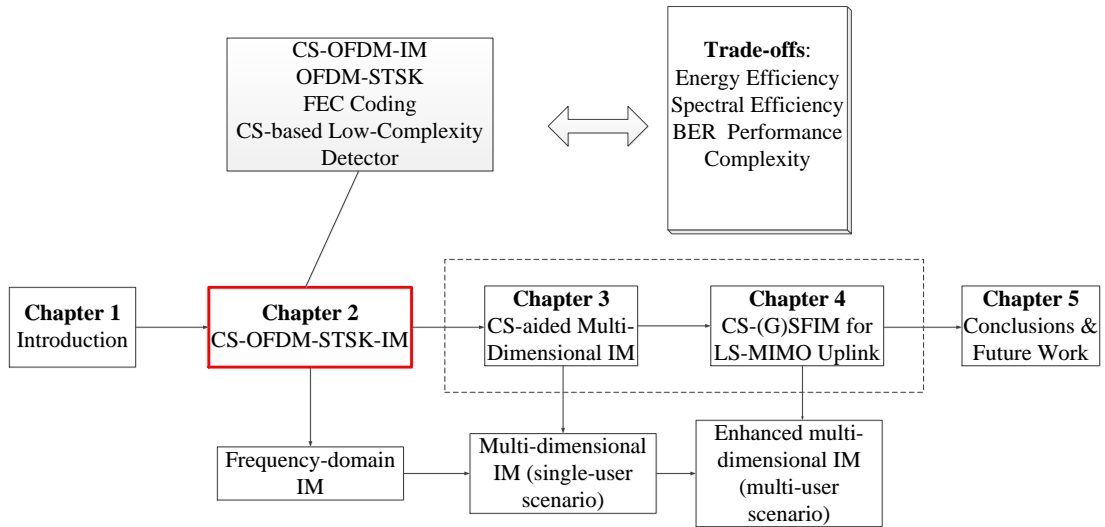 CS-OFDM-IM
OFDM-STSK
FEC Coding
CS-based Low-Complexity
Detector
Trade-offs:
Energy Efficiency
Spectral Efficiency
BER Performance
Complexity
Chapter 1
Introduction
Chapter 2
CS-OFDM-STSK-IM
Chapter 3
CS-aided Multi-
Dimensional IM
Chapter 4
CS-(G)SFIM for
LS-MIMO Uplink
Chapter 5
Conclusions &
Future Work
Frequency-domain
IM
Multi-dimensional
IM (single-user
scenario)
Enhanced multi-
dimensional IM
(multi-user
scenario)